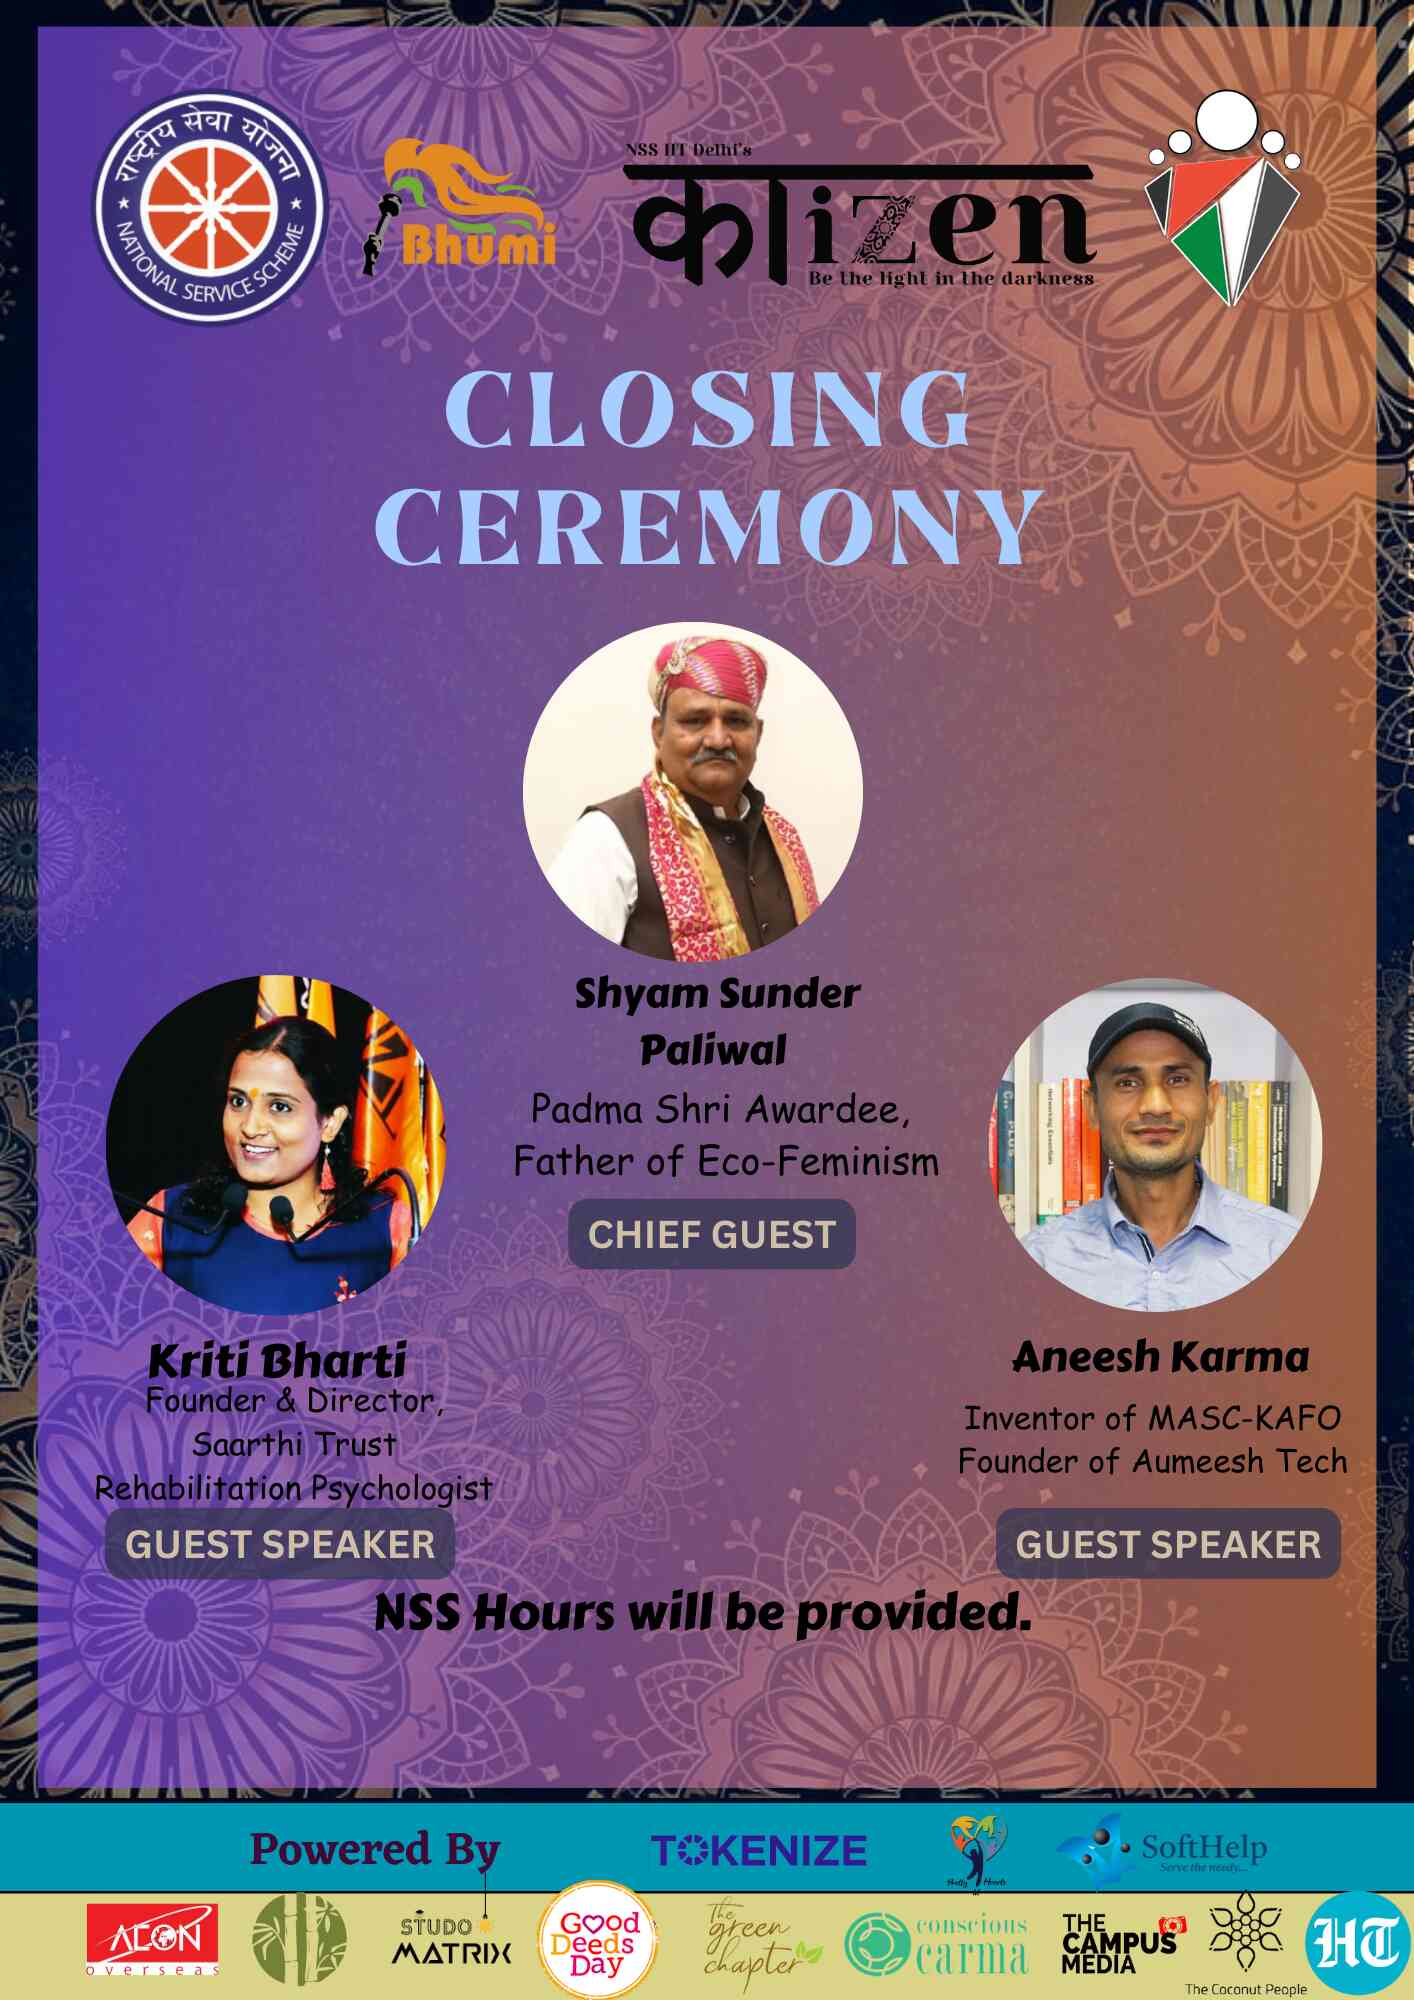 राष्ट्रीय सेवा योजना
NATIONAL SERVICE SCHEME
Bhumi
NSS IIT Delhi's
काizen
Be the light in the darkness
CLOSING
CEREMONY
Shyam Sunder
Paliwal
Padma Shri Awardee,
Father of Eco-Feminism
CHIEF GUEST
Kriti Bharti
Founder & Director,
Saarthi Trust
Rehabilitation Psychologist
GUEST SPEAKER
Aneesh Karma
Inventor of MASC-KAFO
Founder of Aumeesh Tech
GUEST SPEAKER
NSS Hours will be provided.
Powered By
TOKENIZE
SoftHelp
Serve the needy...
AEON
overseas
STUDO
MATRIX
Good
Deeds
Day
the
green
chapter
conscious
carma
THE
CAMPUS
MEDIA
The Coconut People
HT